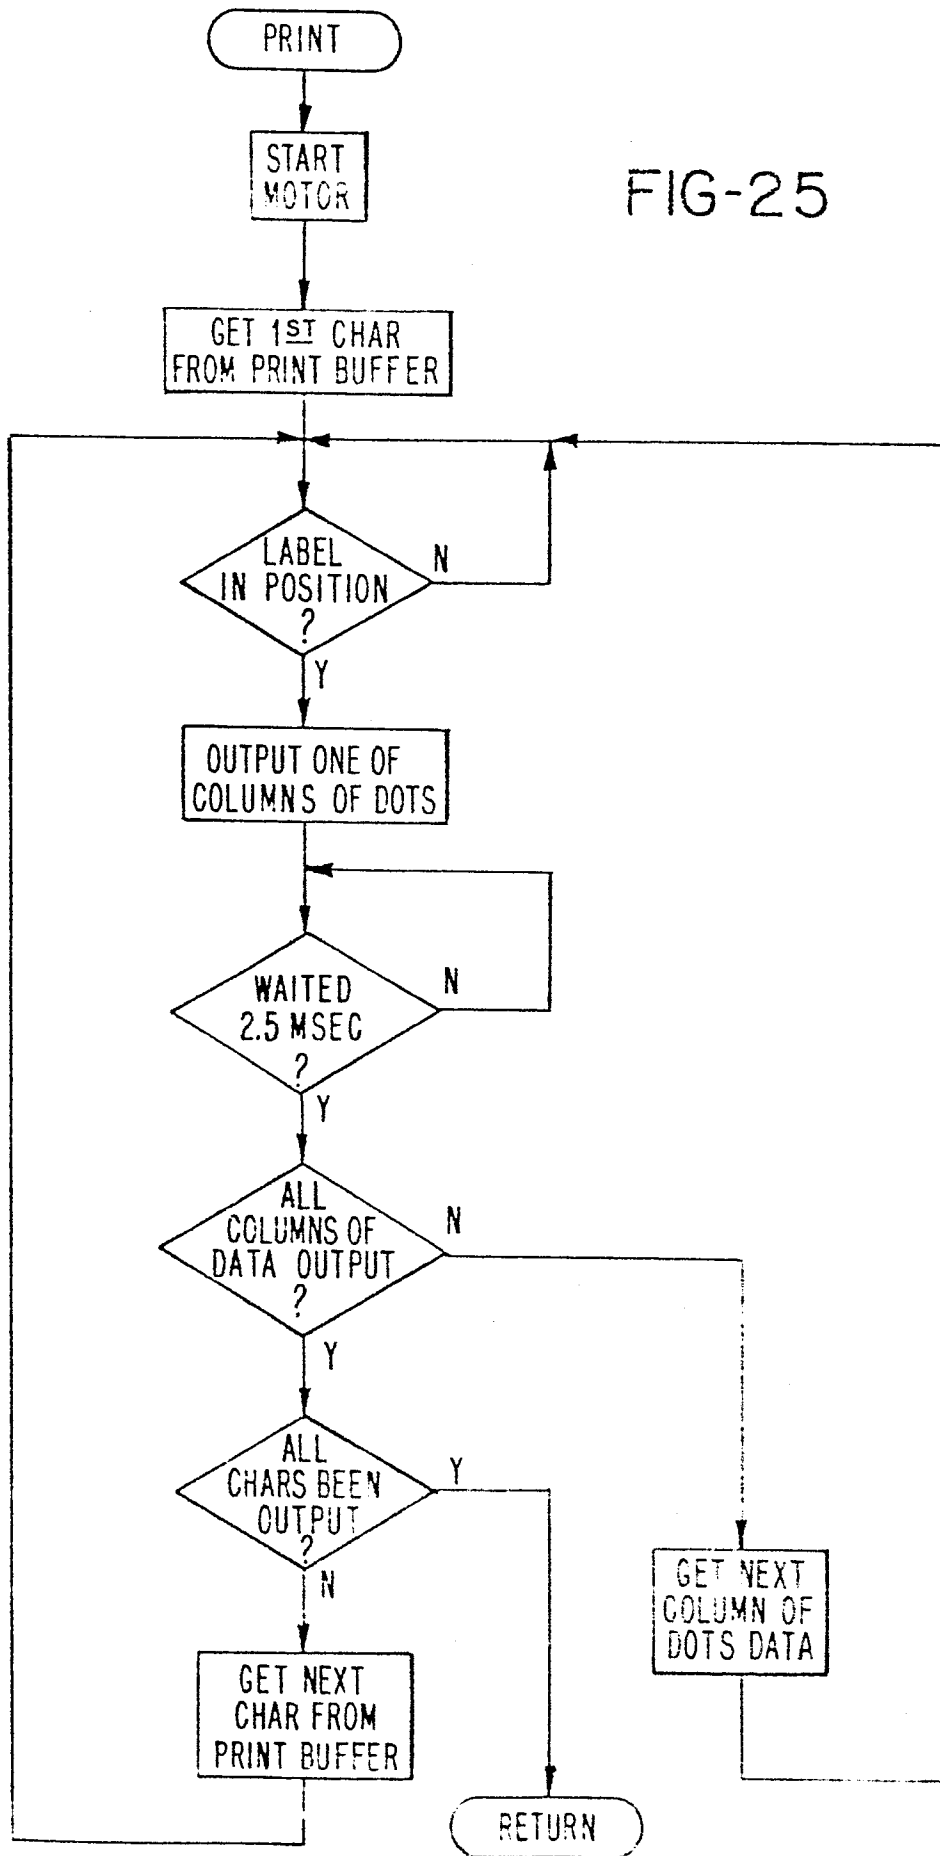 PRINT
START
MOTOR
FIG-25
GET 1ST CHAR
FROM PRINT BUFFER
LABEL
IN POSITION
?
N
Y
OUTPUT ONE OF
COLUMNS OF DOTS
WAITED
2.5 MSEC
?
N
Y
ALL
COLUMNS OF
DATA OUTPUT
?
N
Y
ALL
CHARS BEEN
OUTPUT
?
Y
N
GET NEXT
COLUMN OF
DOTS DATA
GET NEXT
CHAR FROM
PRINT BUFFER
RETURN